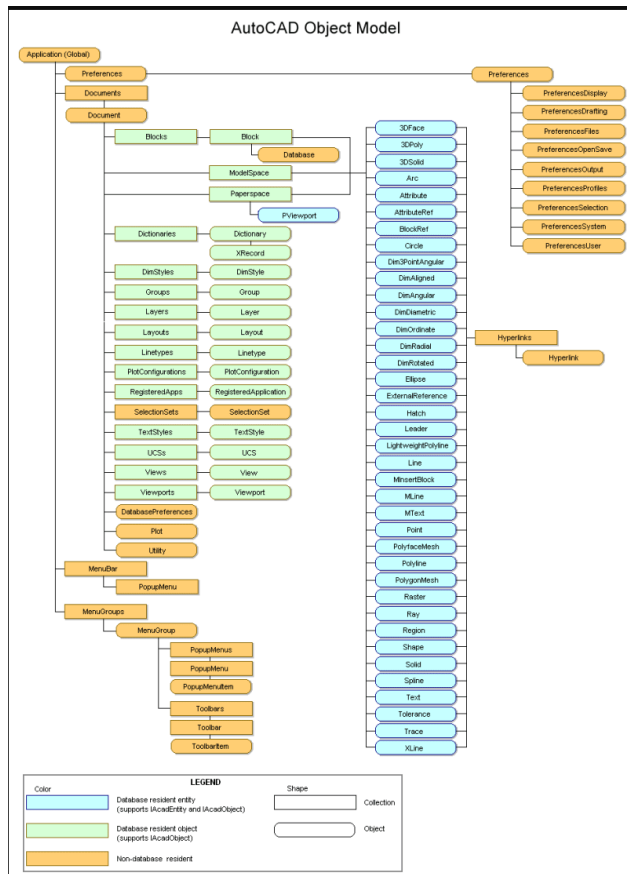 AutoCAD Object Model
Application (Global)
Preferences
Documents
Document
Blocks
Block
Database
ModelSpace
Paperspace
PViewport
Dictionaries
Dictionary
XRecord
DimStyles
DimStyle
Groups
Group
Layers
Layer
Layouts
Layout
Linetypes
Linetype
PlotConfigurations
PlotConfiguration
RegisteredApps
RegisteredApplication
SelectionSets
SelectionSet
TextStyles
TextStyle
UCSs
UCS
Views
View
Viewports
Viewport
DatabasePreferences
Plot
Utility
MenuBar
PopupMenu
MenuGroups
MenuGroup
PopupMenus
PopupMenu
PopupMenuItem
Toolbars
Toolbar
ToolbarItem
3DFace
3DPoly
3DSolid
Arc
Attribute
AttributeRef
BlockRef
Circle
Dim3PointAngular
DimAligned
DimAngular
DimDiametric
DimOrdinate
DimRadial
DimRotated
Ellipse
ExternalReference
Hatch
Leader
LightweightPolyline
Line
MInsertBlock
MLine
MText
Point
PolyfaceMesh
Polyline
PolygonMesh
Raster
Ray
Region
Shape
Solid
Spline
Text
Tolerance
Trace
XLine
Preferences
PreferencesDisplay
PreferencesDrafting
PreferencesFiles
PreferencesOpenSave
PreferencesOutput
PreferencesProfiles
PreferencesSelection
PreferencesSystem
PreferencesUser
Hyperlinks
Hyperlink
LEGEND
Color
Database resident entity
(supports IAcadEntity and IAcadObject)
Database resident object
(supports IAcadObject)
Non-database resident
Shape
Collection
Object